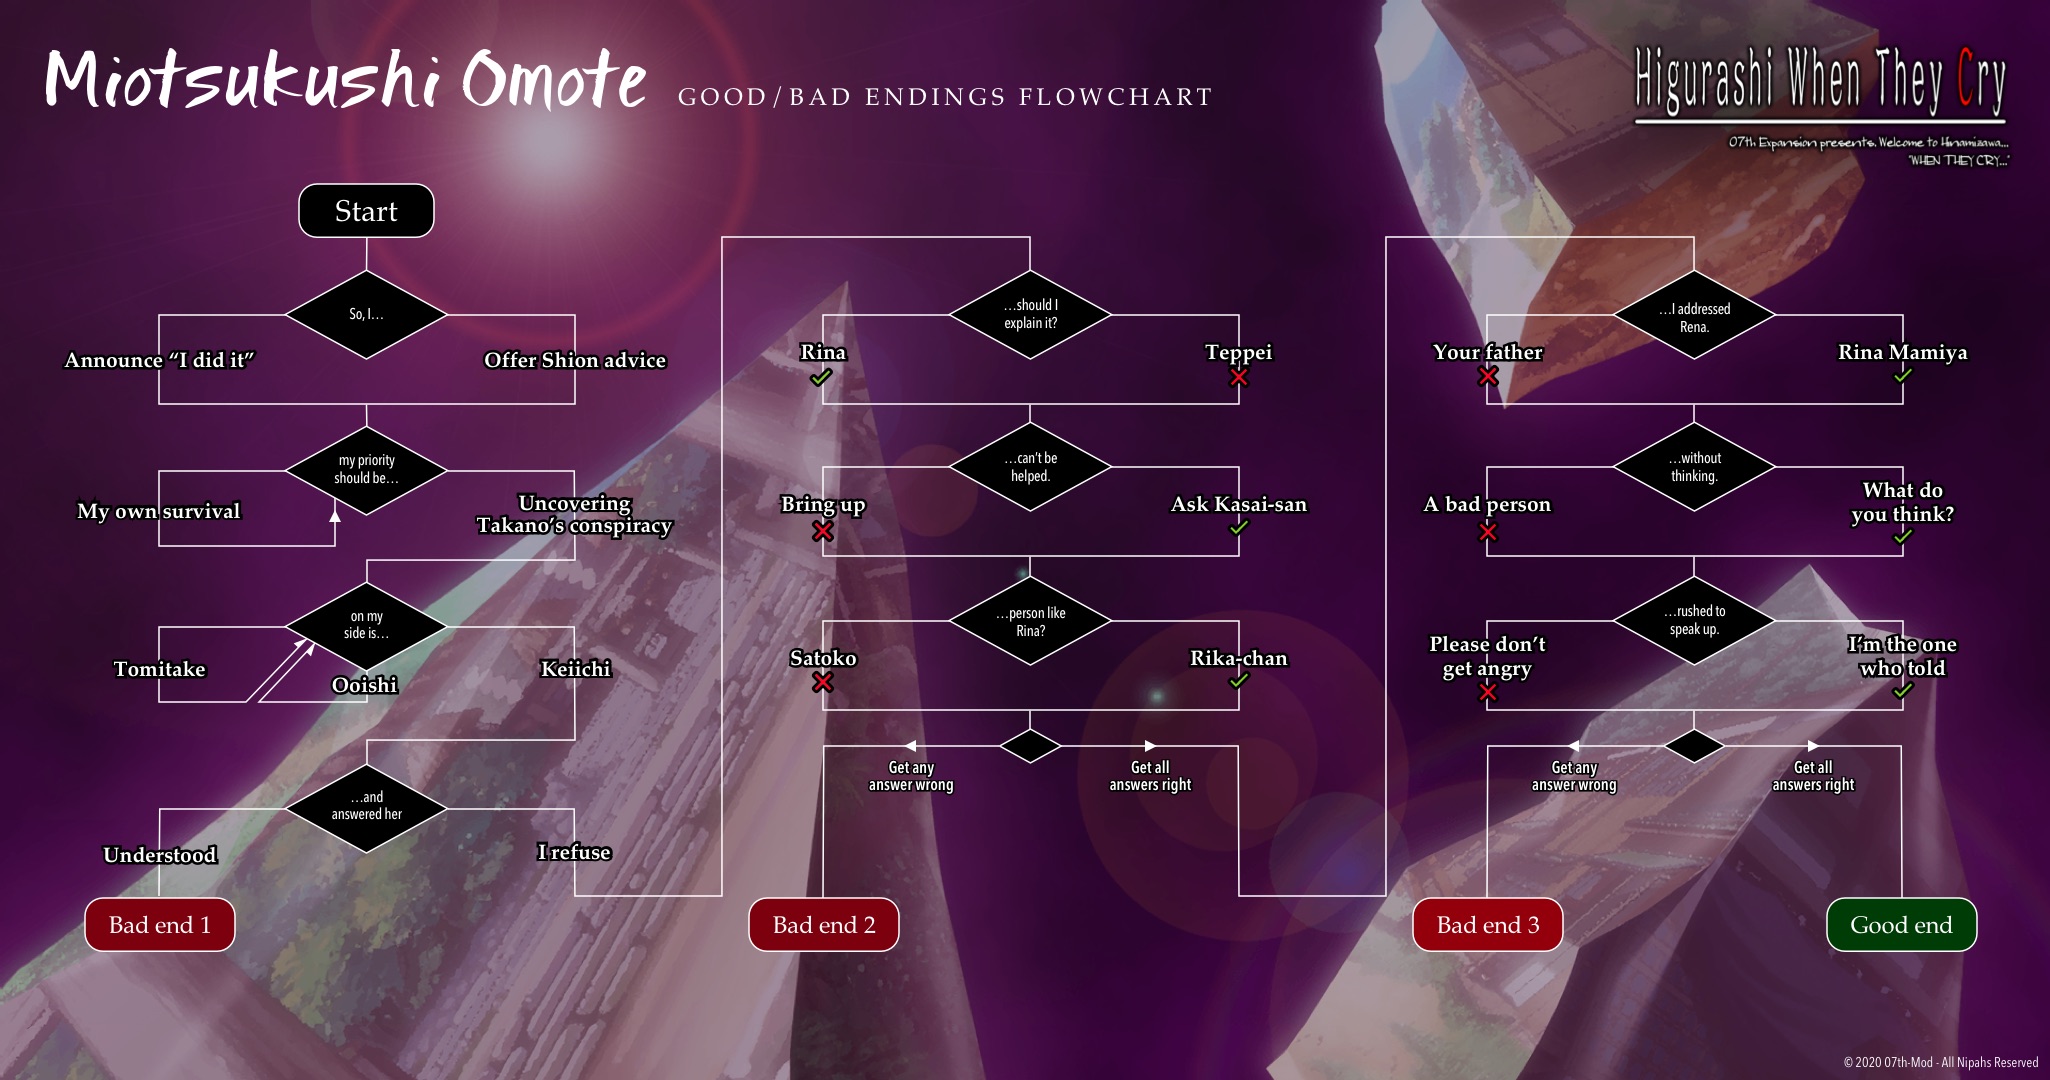 Miotsukushi Omote
GOOD/BAD ENDINGS FLOWCHART
Higurashi When They Cry
07th Expansion presents. Welcome to Hinamizawa...
"WHEN THEY CRY..."
Start
So, I…
Announce “I did it”
Offer Shion advice
my priority
should be…
My own survival
Uncovering
Takano’s conspiracy
on my
side is…
Tomitake
Ooishi
Keiichi
…and
answered her
Understood
I refuse
Bad end 1
…should I
explain it?
Rina
Teppei
…can’t be
helped.
Bring up
Ask Kasai-san
…person like
Rina?
Satoko
Rika-chan
Get any
answer wrong
Get all
answers right
Bad end 2
…I addressed
Rena.
Your father
Rina Mamiya
…without
thinking.
A bad person
What do
you think?
…rushed to
speak up.
Please don’t
get angry
I’m the one
who told
Get any
answer wrong
Get all
answers right
Bad end 3
Good end
© 2020 07th-Mod - All Nipahs Reserved